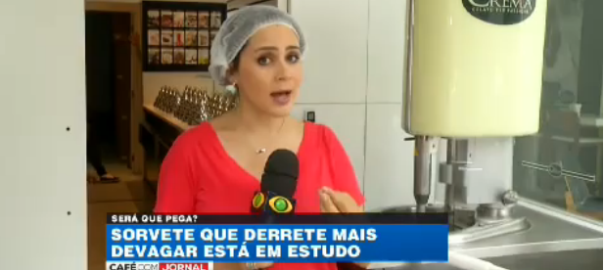 CREMA
SERÁ QUE PEGA?
SORVETE QUE DERRETE MAIS
DEVAGAR ESTÁ EM ESTUDO
CAFÉ COM JORNAL